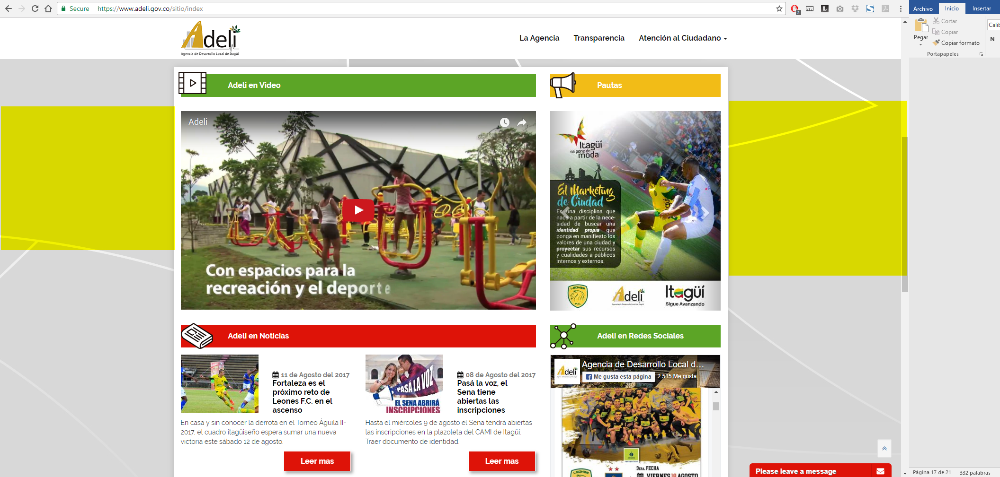 Secure
https://www.adeli.gov.co/sitio/index
2
Archivo
Inicio
Insertar
Cortar
Copiar
Copiar formato
Pegar
Portapapeles
Calib
N
Adeli
Agencia de Desarrollo Local de Itagüí
La Agencia
Transparencia
Atención al Ciudadano
Adeli en Video
Pautas
Adeli
Con espacios para la
recreación y el deporte
Itagüí
se pone de
moda
El Marketing
de Ciudad
Es una disciplina que
nace a partir de la nece-
sidad de buscar una
identidad propia que
ponga en manifiesto los
valores de una ciudad y
proyectar sus recursos
y cualidades a públicos
internos y externos.
LEONES
F.C.
Adeli
Agencia de Desarrollo Local de Itagüí
Itagüí
Sigue Avanzando
Adeli en Noticias
Adeli en Redes Sociales
11 de Agosto del 2017
Fortaleza es el
próximo reto de
Leones F.C. en el
ascenso
En casa y sin conocer la derrota en el Torneo Águila II-
2017, el cuadro itagüiseño espera sumar una nueva
victoria este sábado 12 de agosto.
Leer mas
PASÁ LA VOZ
EL SENA ABRIRÁ
INSCRIPCIONES
08 de Agosto del 2017
Pasá la voz, el
Sena tiene
abiertas las
inscripciones
Hasta el miércoles 9 de agosto el Sena tendrá abiertas
las inscripciones en la plazoleta del CAMI de Itagüí.
Traer documento de identidad.
Leer mas
Adeli
Agencia de Desarrollo Local d...
Me gusta esta página
2.515 Me gusta
3ERA. FECHA
VIERNES 18 AGOSTO
LEONES
Please leave a message
Página 17 de 21
332 palabras